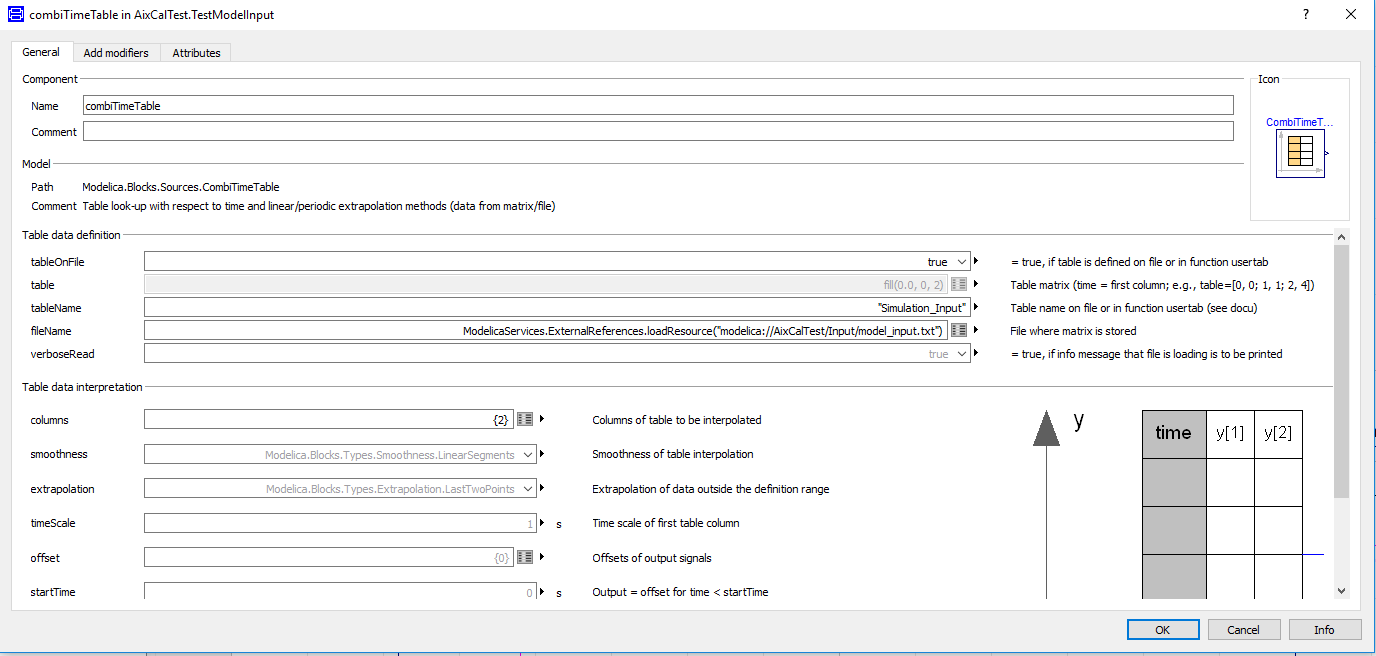 combiTimeTable in AixCalTest.TestModelInput
?
General Add modifiers Attributes
Component
Icon
Name combiTimeTable
Comment
CombiTimeT...
Model
Path Modelica.Blocks.Sources.CombiTimeTable
Comment Table look-up with respect to time and linear/periodic extrapolation methods (data from matrix/file)
Table data definition
tableOnFile true = true, if table is defined on file or in function usertab
table fill(0.0, 0, 2) Table matrix (time = first column; e.g., table=[0, 0; 1, 1; 2, 4])
tableName "Simulation_Input" Table name on file or in function usertab (see docu)
fileName ModelicaServices.ExternalReferences.loadResource("modelica://AixCalTest/Input/model_input.txt") File where matrix is stored
verboseRead true = true, if info message that file is loading is to be printed
Table data interpretation
columns {2} Columns of table to be interpolated
y time y[1] y[2]
smoothness Modelica.Blocks.Types.Smoothness.LinearSegments Smoothness of table interpolation
extrapolation Modelica.Blocks.Types.Extrapolation.LastTwoPoints Extrapolation of data outside the definition range
timeScale 1 s Time scale of first table column
offset {0} Offsets of output signals
startTime 0 s Output = offset for time < startTime
OK Cancel Info